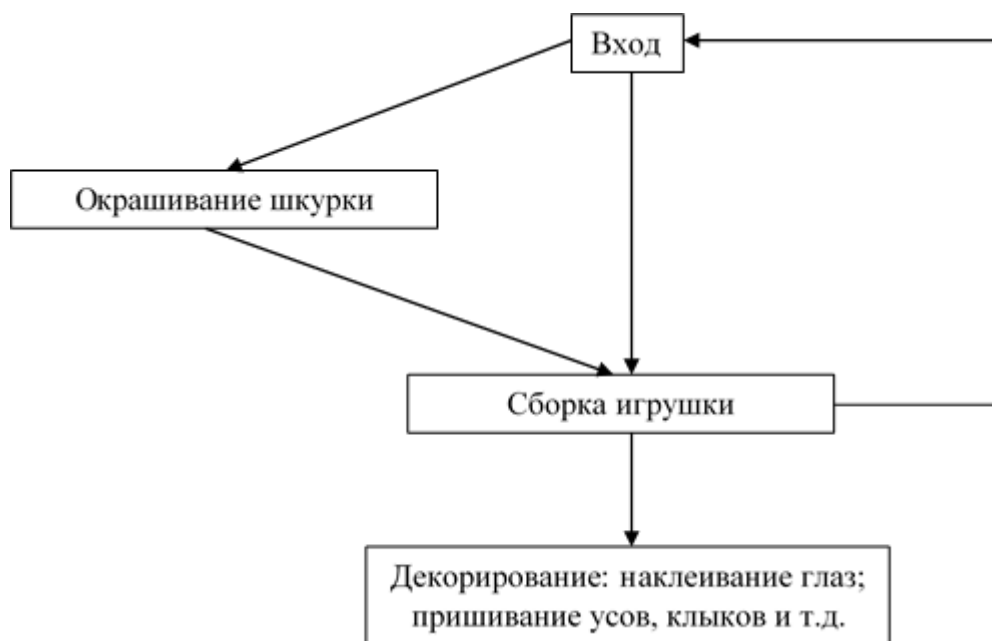 Вход
Окрашивание шкурки
Сборка игрушки
Декорирование: наклеивание глаз;
пришивание усов, клыков и т.д.